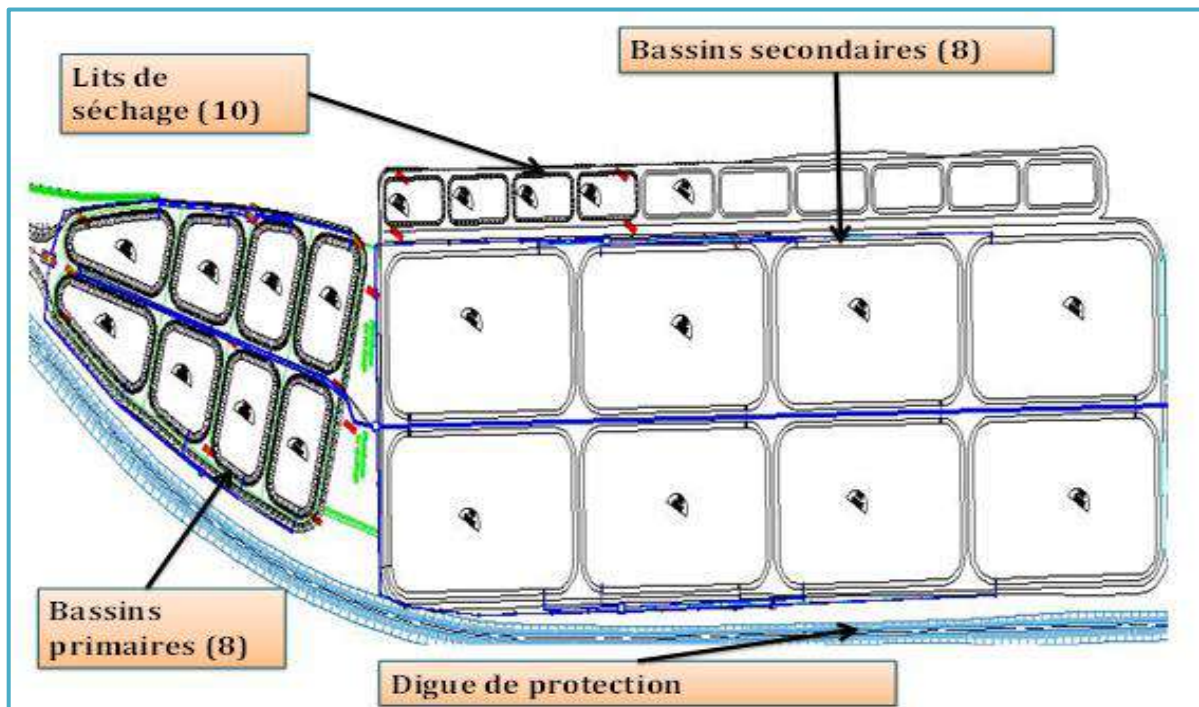 Bassins secondaires (8)
Lits de
séchage (10)
Bassins
primaires (8)
Digue de protection